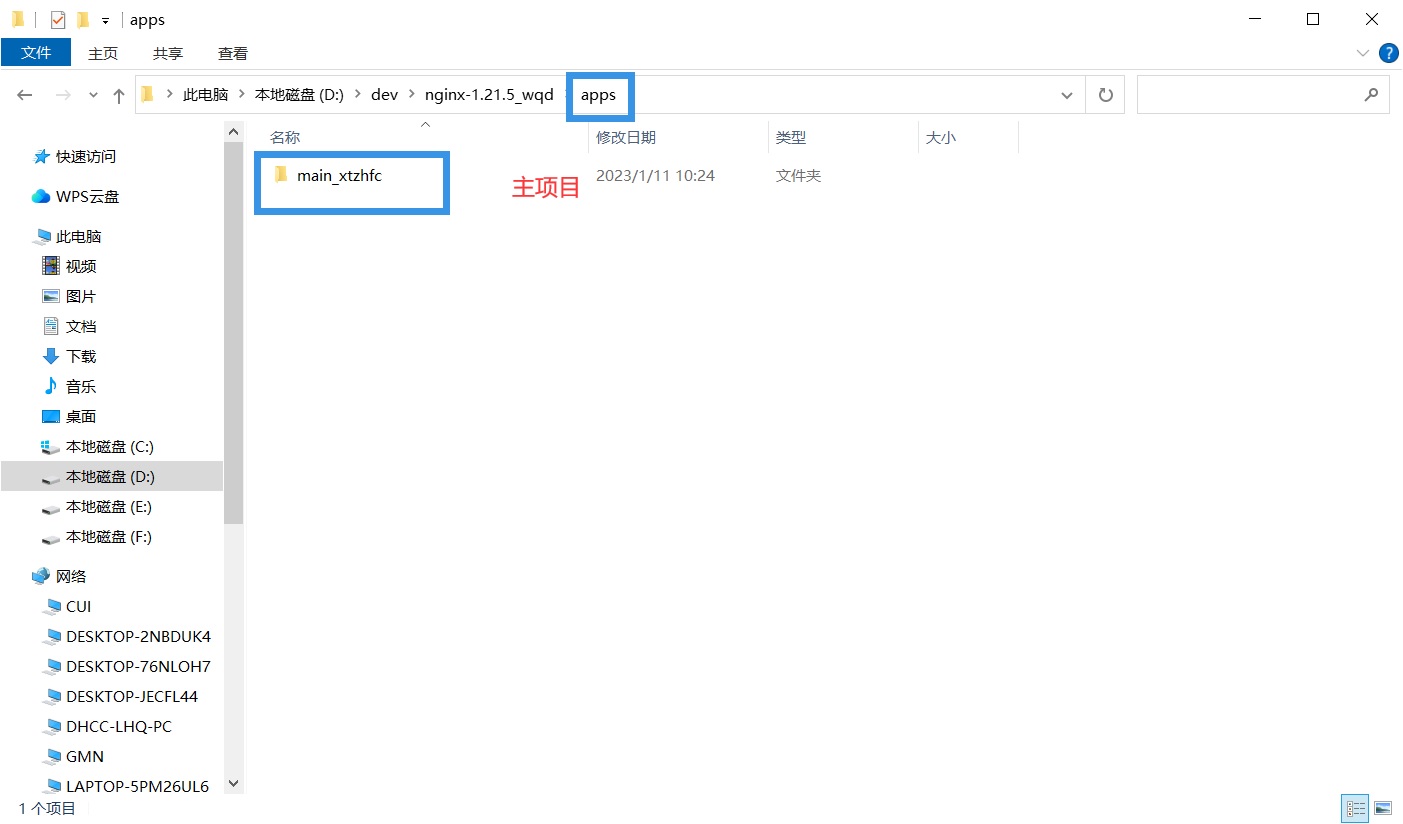 apps
文件 主页 共享 查看
此电脑 本地磁盘 (D:) dev nginx-1.21.5_wqd apps
名称 修改日期 类型 大小
main_xtzhfc 主项目 2023/1/11 10:24 文件夹
快速访问
WPS云盘
此电脑
视频
图片
文档
下载
音乐
桌面
本地磁盘 (C:)
本地磁盘 (D:)
本地磁盘 (E:)
本地磁盘 (F:)
网络
CUI
DESKTOP-2NBDUK4
DESKTOP-76NLOH7
DESKTOP-JECFL44
DHCC-LHQ-PC
GMN
LAPTOP-5PM26UL6
1 个项目